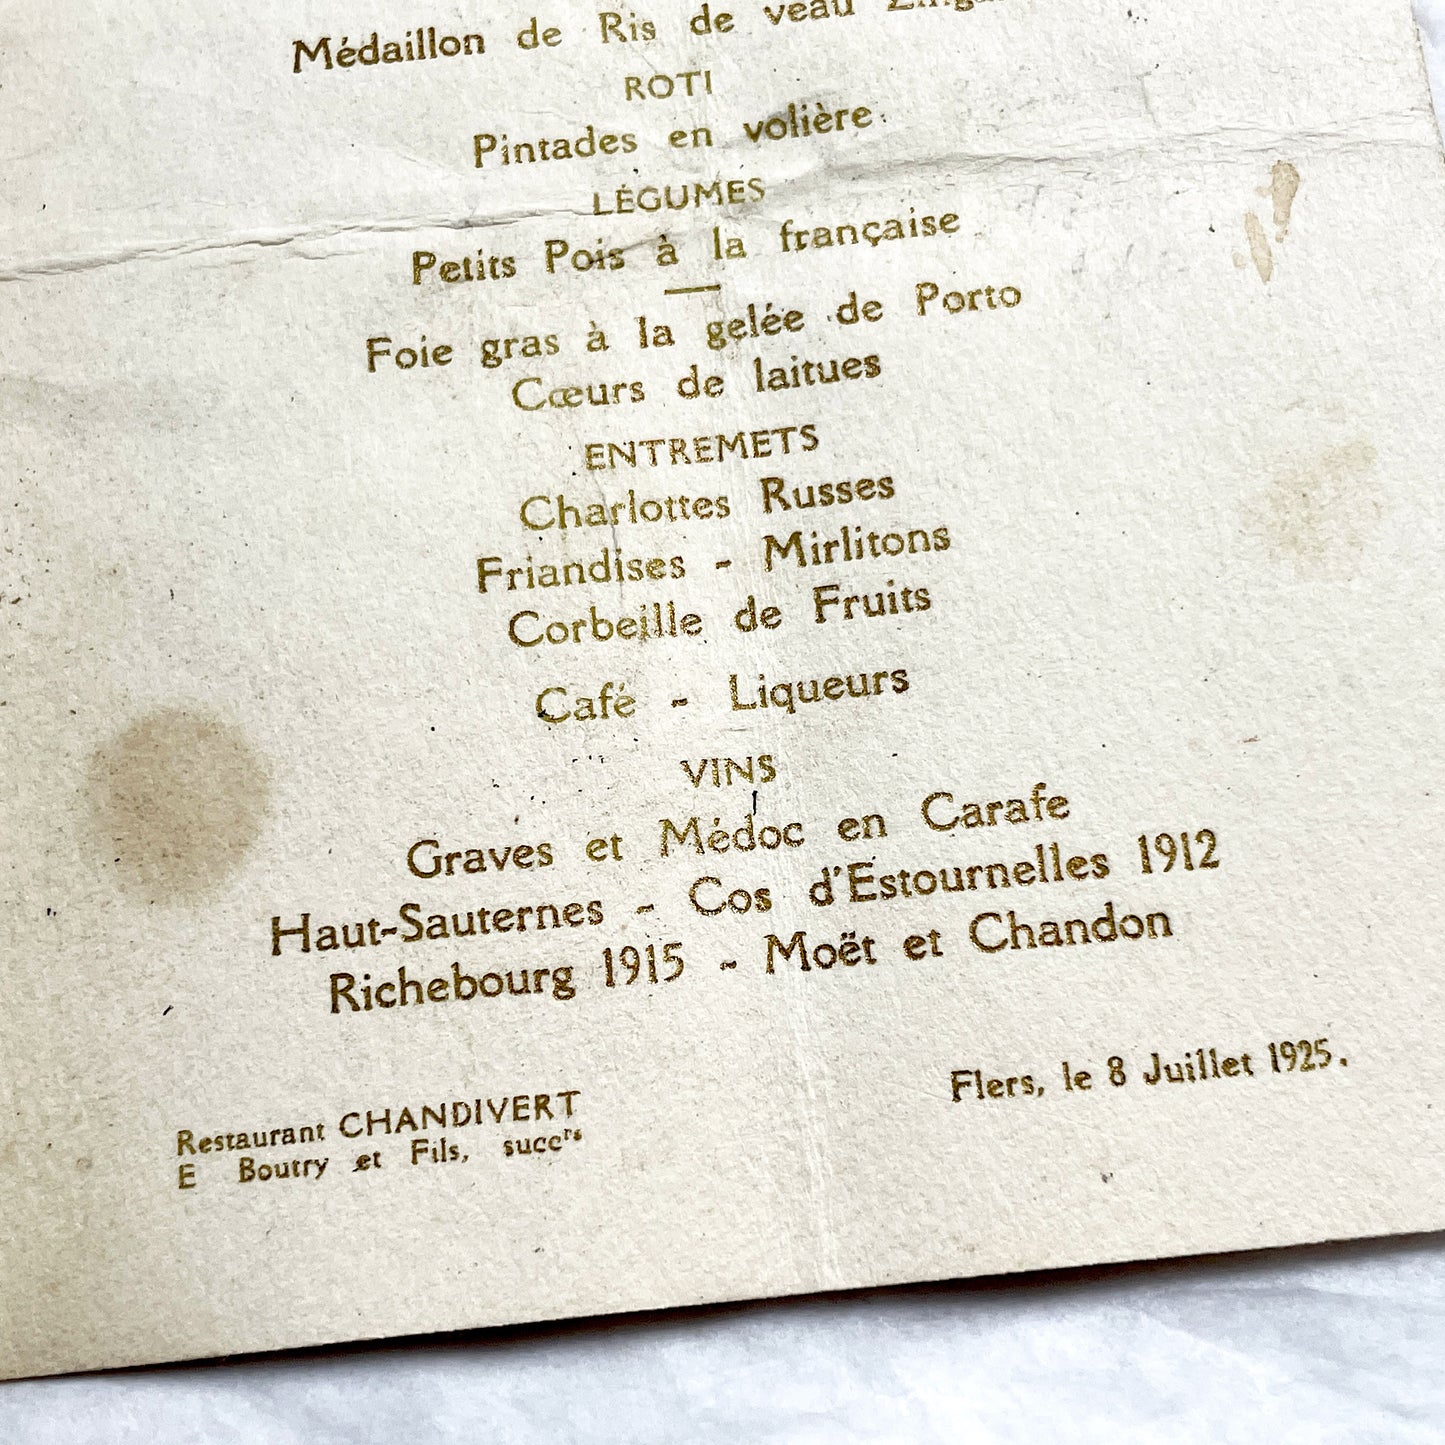 Médaillon de Ris de veau
ROTI
Pintades en volière
LÉGUMES
Petits Pois à la française
Foie gras à la gelée de Porto
Cœurs de laitues
ENTREMETS
Charlottes Russes
Friandises - Mirlitons
Corbeille de Fruits
Café - Liqueurs
VINS
Graves et Médoc en Carafe
Haut-Sauternes - Cos d'Estournelles 1912
Richebourg 1915 - Moët et Chandon
Flers, le 8 Juillet 1925.
Restaurant CHANDIVERT
E Boutry et Fils, succrs